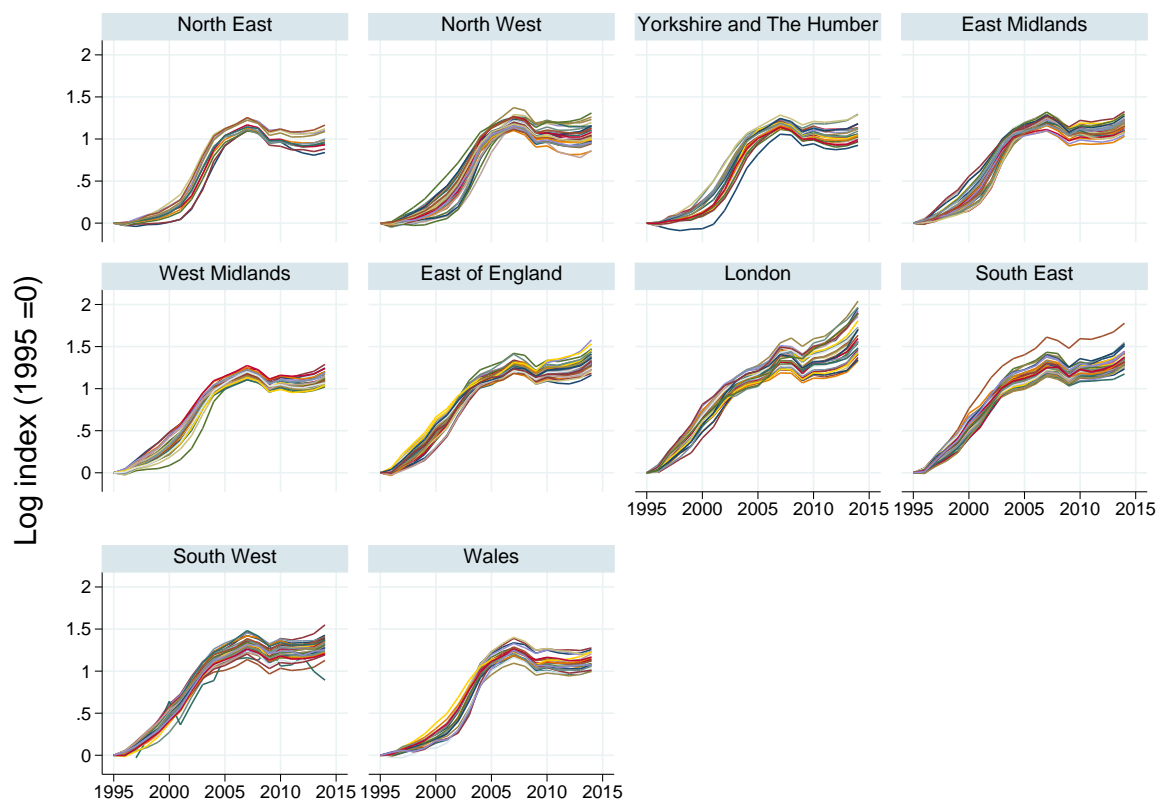 North East North West Yorkshire and The Humber East Midlands
2
1.5
1
.5
0
West Midlands East of England London South East
2
1.5
1
.5
0
1995 2000 2005 2010 2015 1995 2000 2005 2010 2015
South West Wales
2
1.5
1
.5
0
1995 2000 2005 2010 2015 1995 2000 2005 2010 2015
Log index (1995 =0)